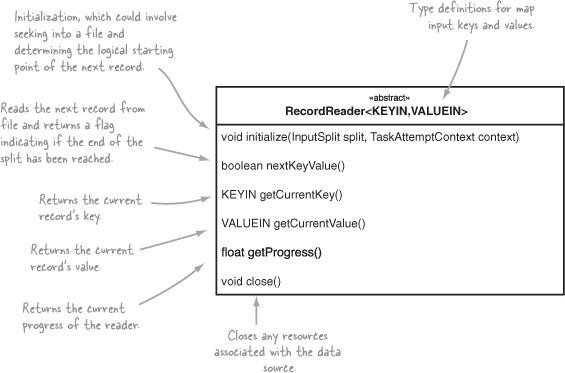 Initialization, which could involve
seeking into a file and
determining the logical starting
point of the next record.
Type definitions for map
input keys and values.
Reads the next record from
file and returns a flag
indicating if the end of the
split has been reached.
Returns the current
record's key.
Returns the current
record's value.
Returns the current
progress of the reader.
«abstract»
RecordReader<KEYIN,VALUEIN>
void initialize(InputSplit split, TaskAttemptContext context)
boolean nextKeyValue()
KEYIN getCurrentKey()
VALUEIN getCurrentValue()
float getProgress()
void close()
Closes any resources
associated with the data
source.